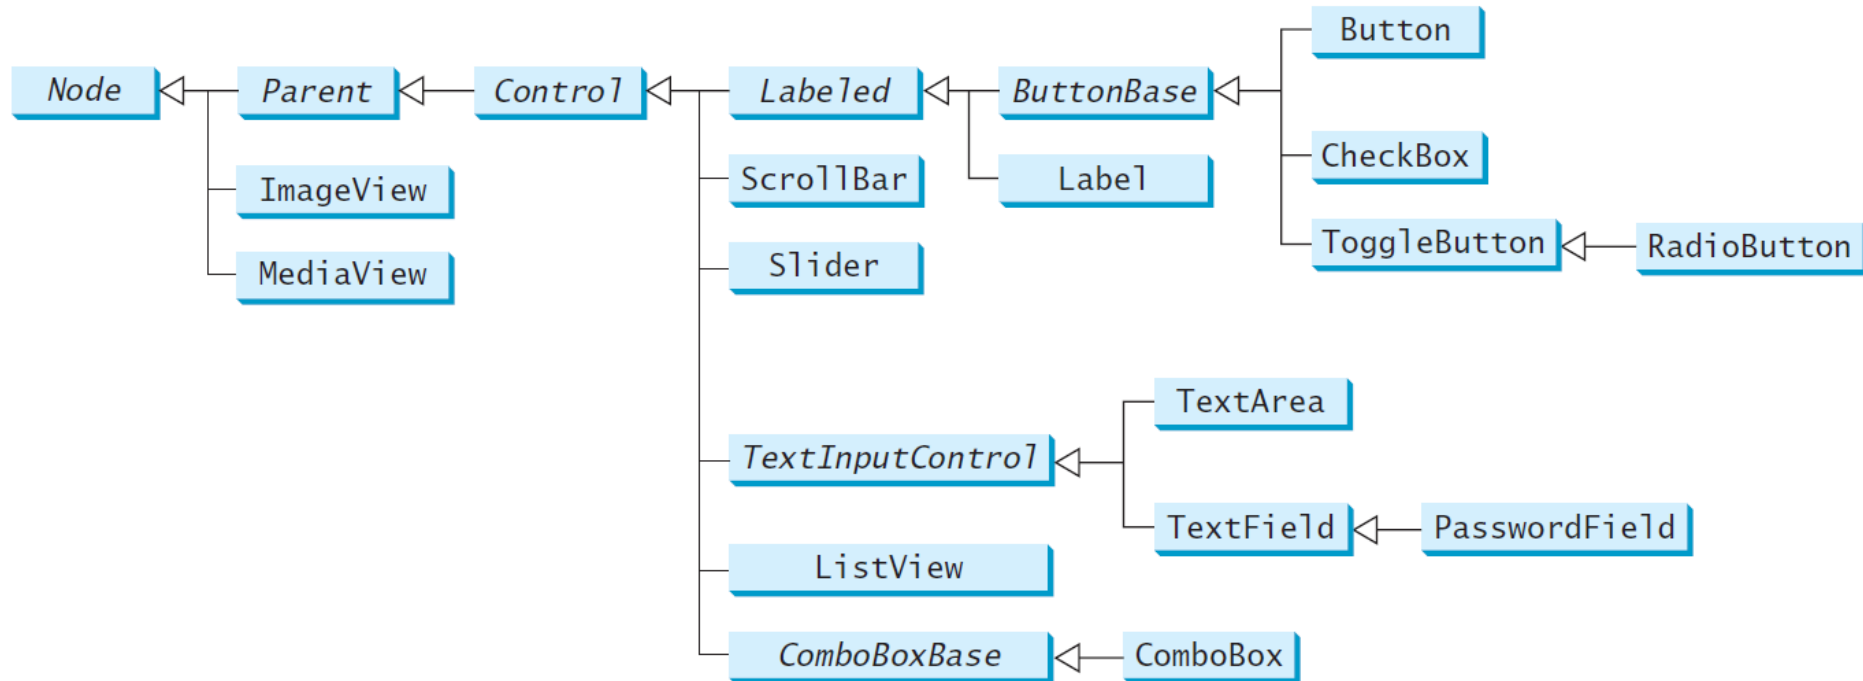 Button
Node
Parent
Control
Labeled
ButtonBase
CheckBox
ScrollBar
Label
ImageView
ToggleButton
RadioButton
Slider
MediaView
TextArea
TextInputControl
TextField
PasswordField
ListView
ComboBoxBase
ComboBox